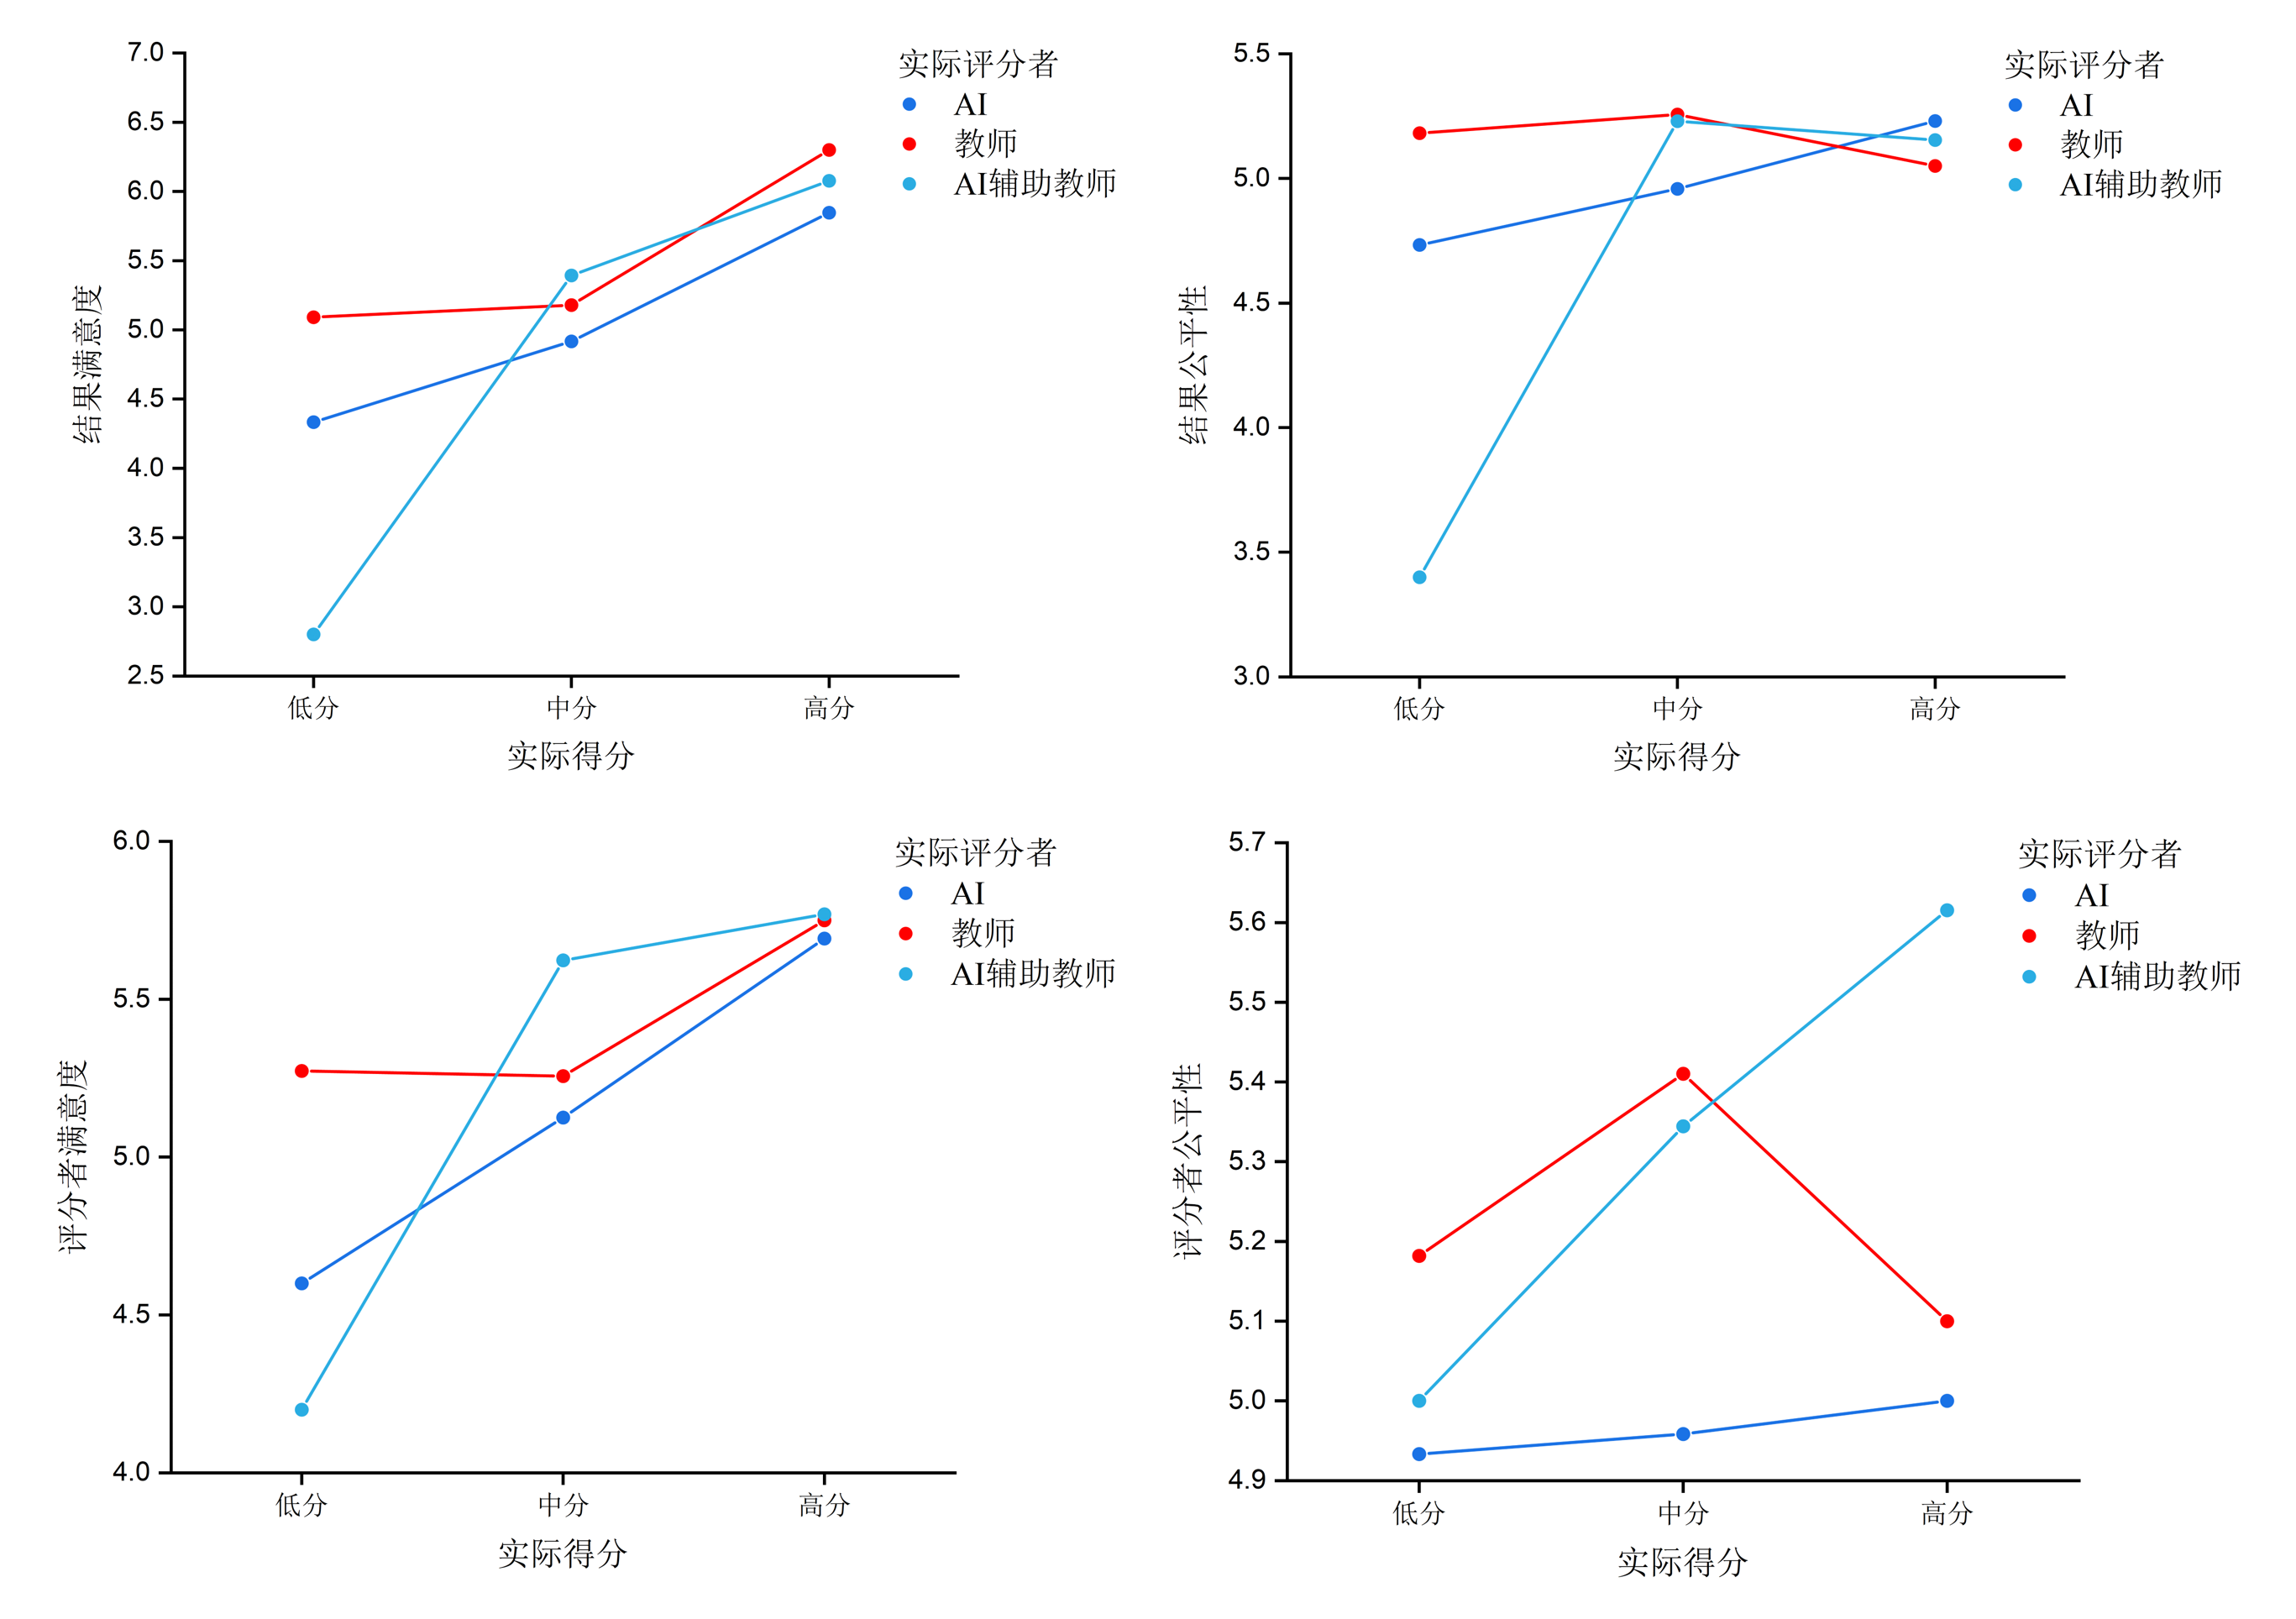 7.0
6.5
6.0
5.5
5.0
4.5
4.0
3.5
3.0
2.5
结果满意度
低分 中分 高分
实际得分
实际评分者
AI
教师
AI辅助教师
5.5
5.0
4.5
4.0
3.5
3.0
结果公平性
低分 中分 高分
实际得分
实际评分者
AI
教师
AI辅助教师
6.0
5.5
5.0
4.5
4.0
评分者满意度
低分 中分 高分
实际得分
实际评分者
AI
教师
AI辅助教师
5.7
5.6
5.5
5.4
5.3
5.2
5.1
5.0
4.9
评分者公平性
低分 中分 高分
实际得分
实际评分者
AI
教师
AI辅助教师